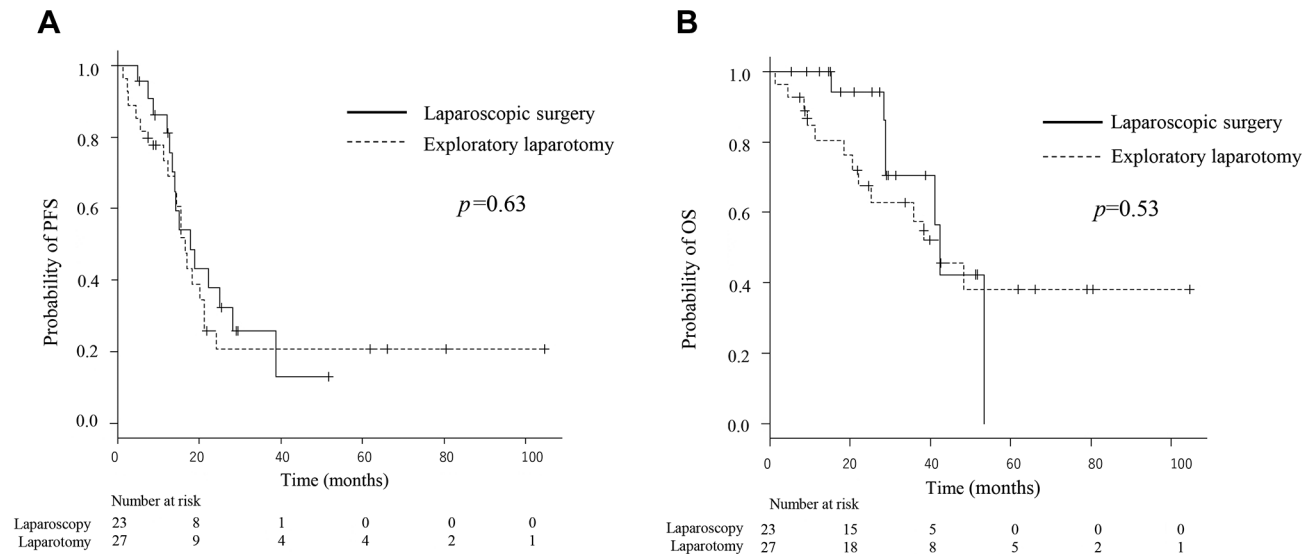 A
Probability of PFS
1.0
0.8
0.6
0.4
0.2
0.0
Laparoscopic surgery
Exploratory laparotomy
p=0.63
0 20 40 60 80 100
Time (months)
Number at risk
Laparoscopy 23 8 1 0 0 0
Laparotomy 27 9 4 4 2 1
B
Probability of OS
1.0
0.8
0.6
0.4
0.2
0.0
Laparoscopic surgery
Exploratory laparotomy
p=0.53
0 20 40 60 80 100
Time (months)
Number at risk
Laparoscopy 23 15 5 0 0 0
Laparotomy 27 18 8 5 2 1